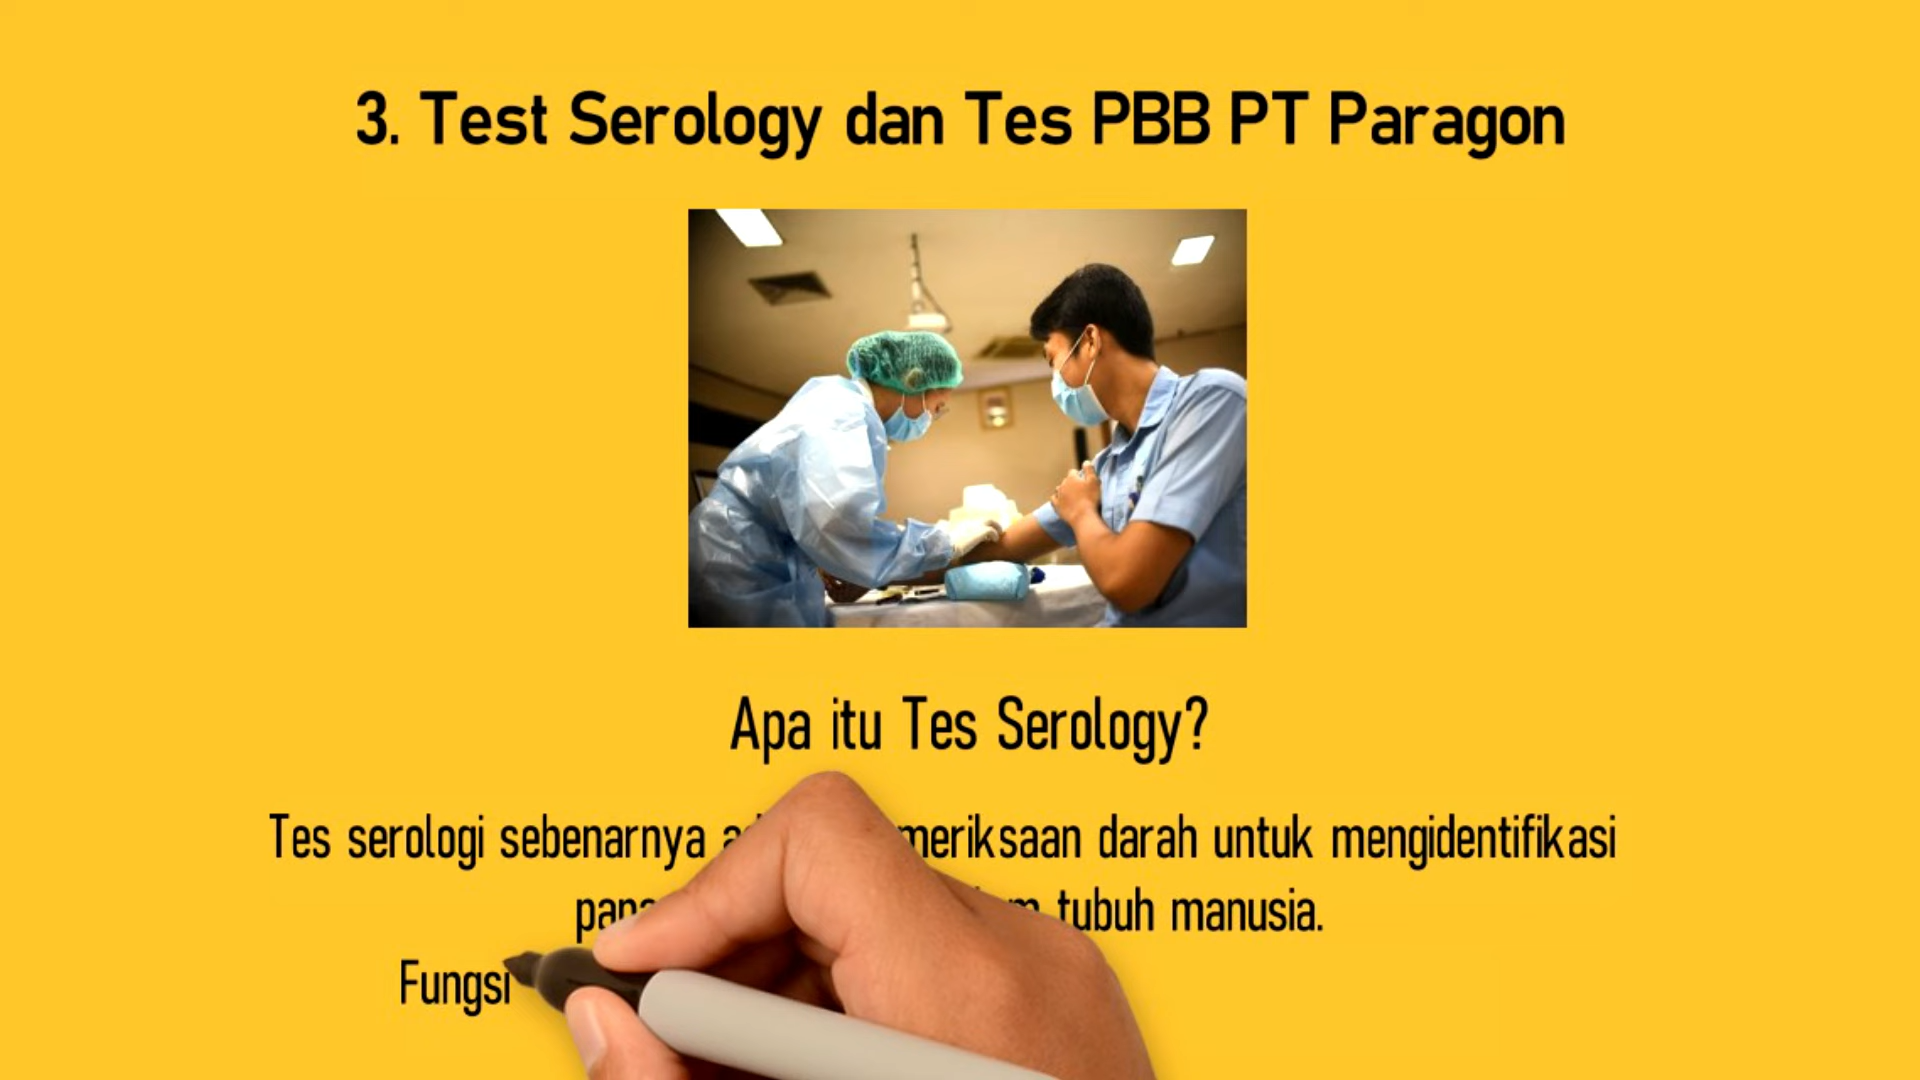 3. Test Serology dan Tes PBB PT Paragon
Apa itu Tes Serology?
Tes serologi sebenarnya darah untuk mengidentifikasi
tubuh manusia.
Fungsi